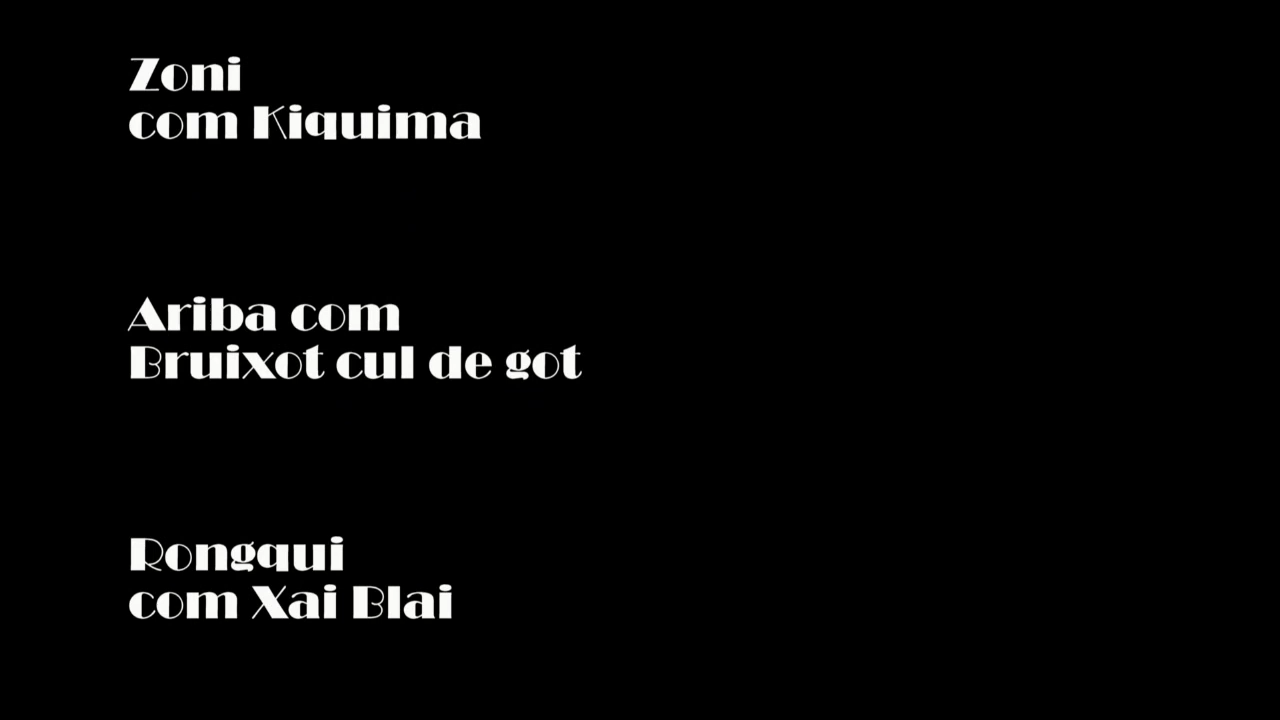 Zoni
com Kiquima
Ariba com
Bruixot cul de got
Rongqui
com Xai Blai